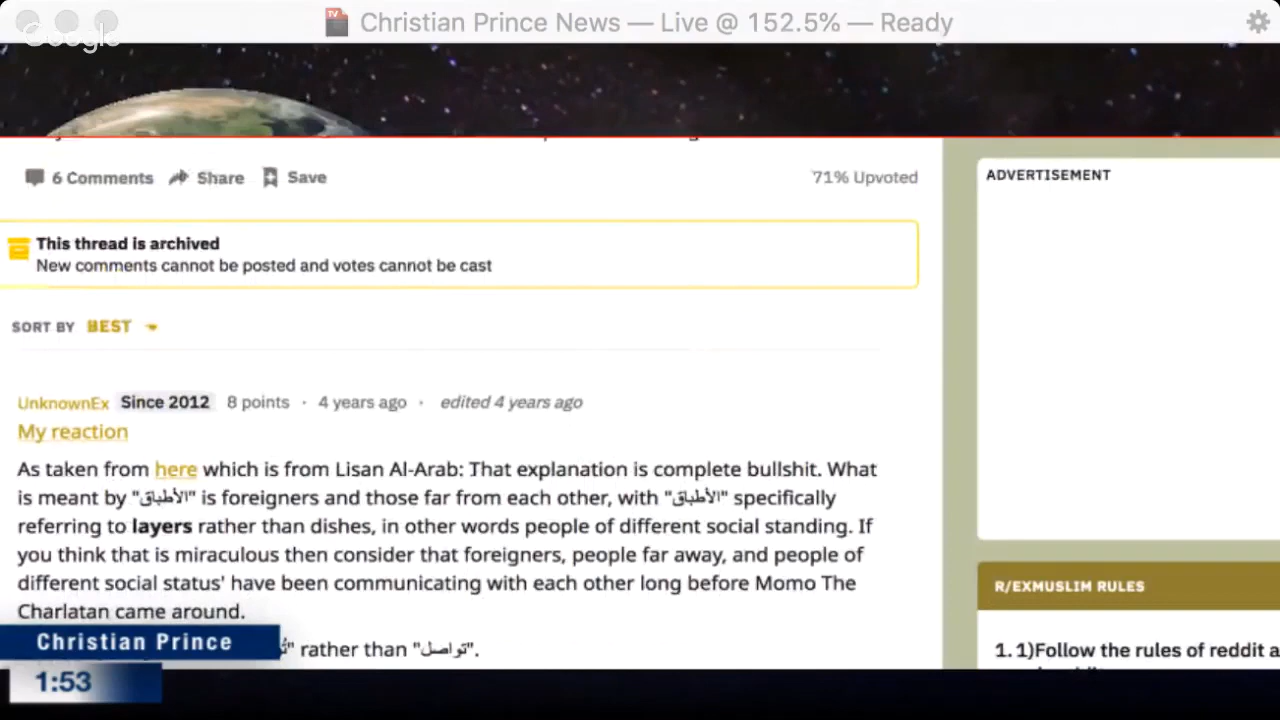 Christian Prince News — Live @ 152.5% — Ready
Google
6 Comments Share Save
71% Upvoted
ADVERTISEMENT
This thread is archived
New comments cannot be posted and votes cannot be cast
SORT BY BEST
UnknownEx Since 2012 8 points · 4 years ago · edited 4 years ago
My reaction
As taken from here which is from Lisan Al-Arab: That explanation is complete bullshit. What
is meant by "الأطباق" is foreigners and those far from each other, with "الأطباق" specifically
referring to layers rather than dishes, in other words people of different social standing. If
you think that is miraculous then consider that foreigners, people far away, and people of
different social status' have been communicating with each other long before Momo The
Charlatan came around.
R/EXMUSLIM RULES
Christian Prince
" rather than "تواصل".
1. 1)Follow the rules of reddit a
1:53